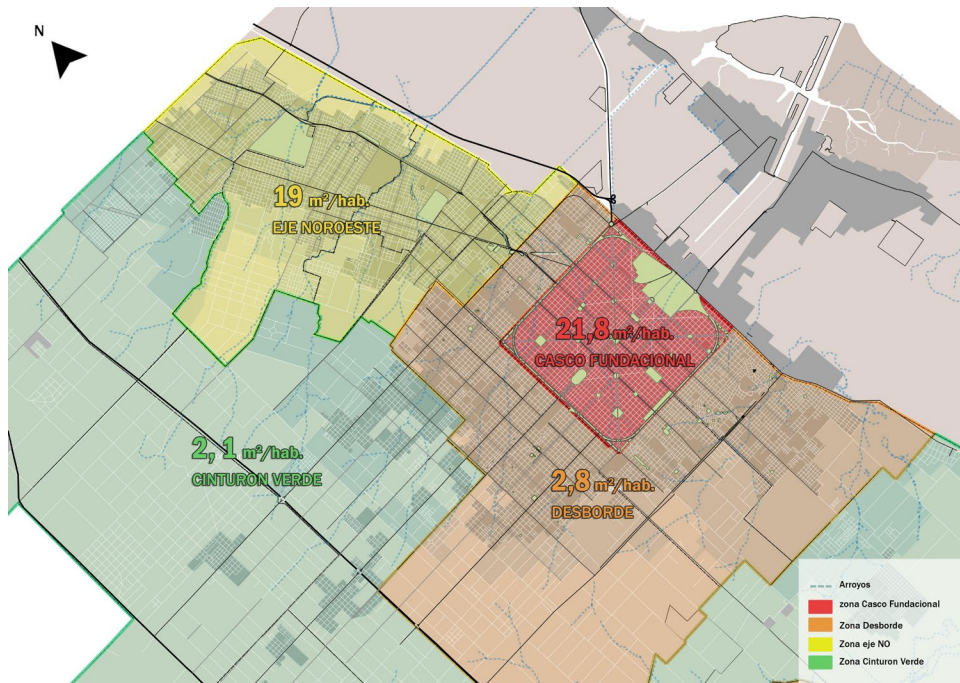 N
19 m²/hab.
EJE NOROESTE
21,8 m²/hab.
CASCO FUNDACIONAL
2, 1 m²/hab.
CINTURON VERDE
2,8 m²/hab.
DESBORDE
Arroyos
zona Casco Fundacional
Zona Desborde
Zona eje NO
Zona Cinturon Verde